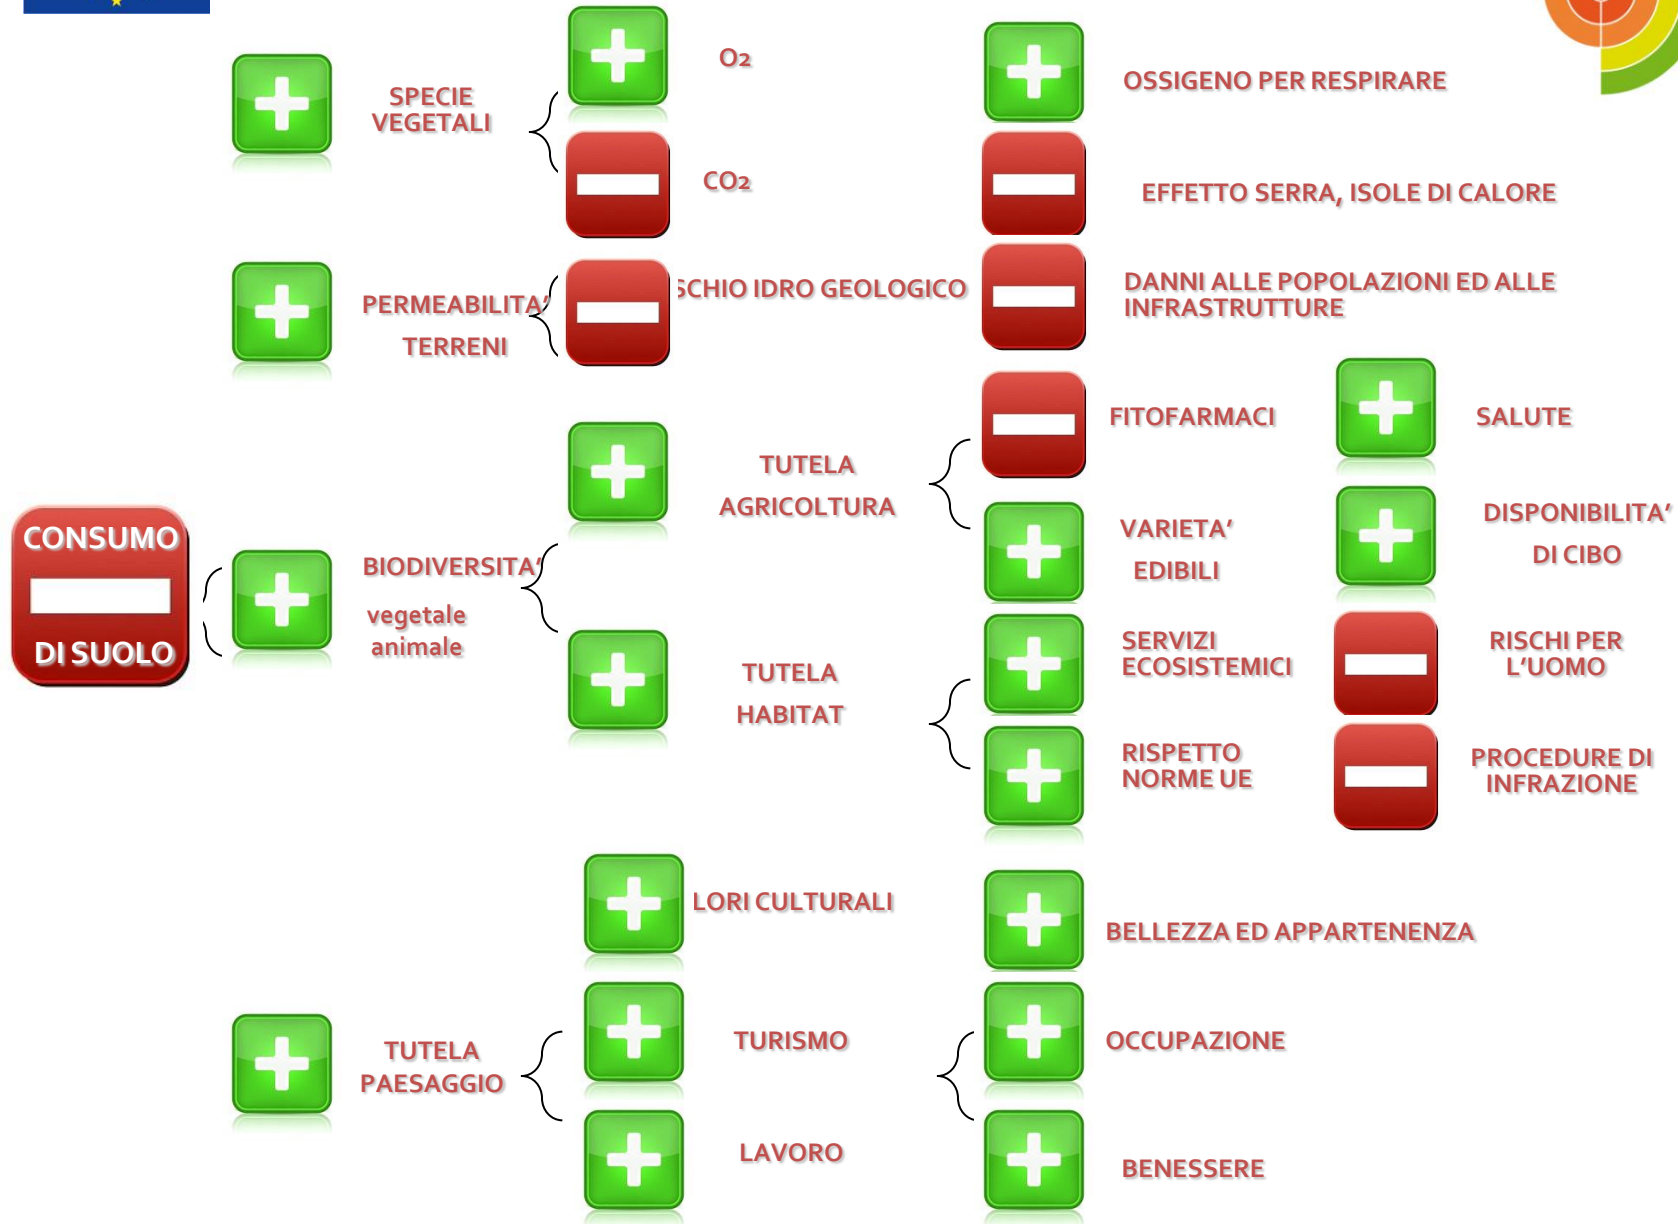 O2
OSSIGENO PER RESPIRARE
SPECIE
VEGETALI
CO2
EFFETTO SERRA, ISOLE DI CALORE
PERMEABILITA'
TERRENI
SCHIO IDRO GEOLOGICO
DANNI ALLE POPOLAZIONI ED ALLE
INFRASTRUTTURE
FITOFARMACI
SALUTE
TUTELA
AGRICOLTURA
VARIETA'
EDIBILI
DISPONIBILITA'
DI CIBO
CONSUMO
DI SUOLO
BIODIVERSITA'
vegetale
animale
TUTELA
HABITAT
SERVIZI
ECOSISTEMICI
RISCHI PER
L'UOMO
RISPETTO
NORME UE
PROCEDURE DI
INFRAZIONE
LORI CULTURALI
BELLEZZA ED APPARTENENZA
TUTELA
PAESAGGIO
TURISMO
OCCUPAZIONE
LAVORO
BENESSERE